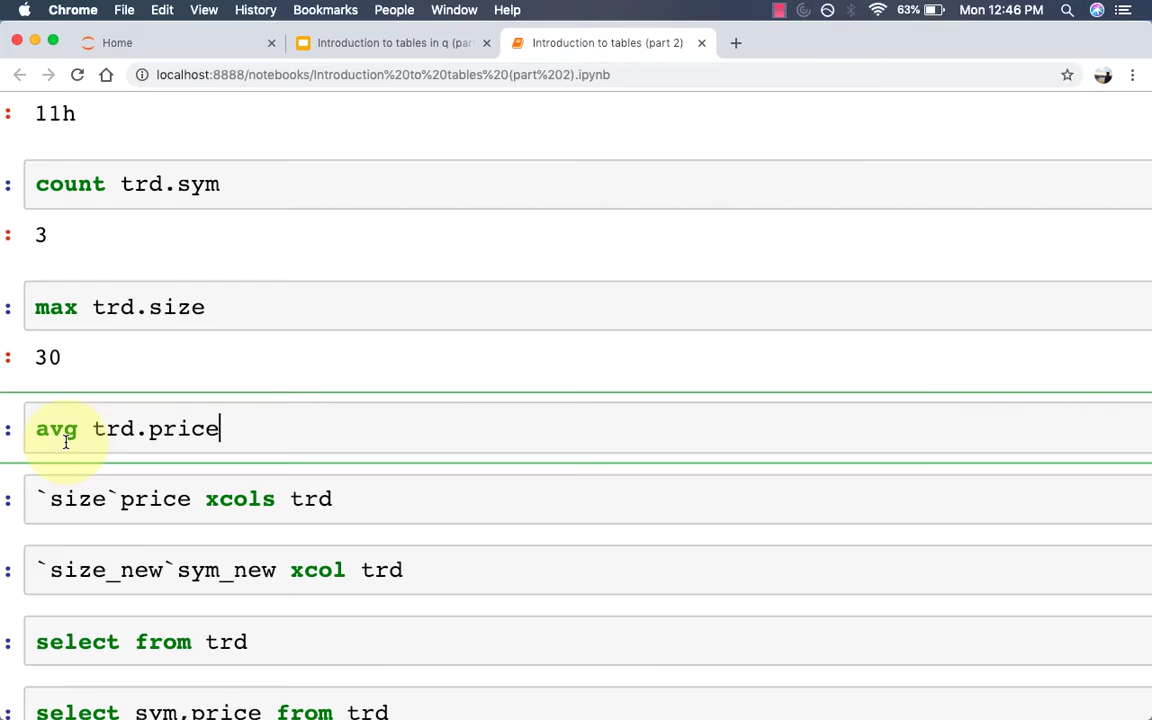 Chrome File Edit View History Bookmarks People Window Help 63% Mon 12:46 PM
Home Introduction to tables in q (par Introduction to tables (part 2)
localhost:8888/notebooks/Introduction%20to%20tables%20(part%202).ipynb
: 11h
: count trd.sym
: 3
: max trd.size
: 30
: avg trd.price
: `size`price xcols trd
: `size_new`sym_new xcol trd
: select from trd
: select sym,price from trd